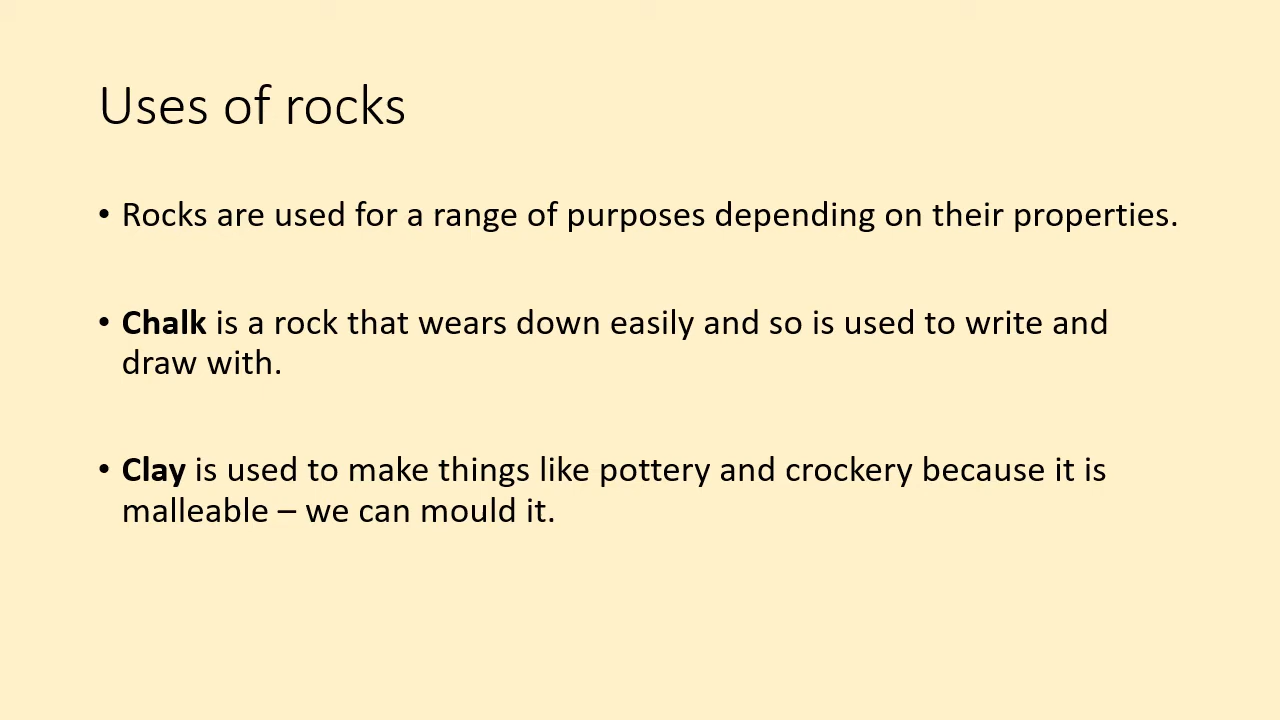 Uses of rocks
• Rocks are used for a range of purposes depending on their properties.
• Chalk is a rock that wears down easily and so is used to write and
draw with.
• Clay is used to make things like pottery and crockery because it is
malleable – we can mould it.